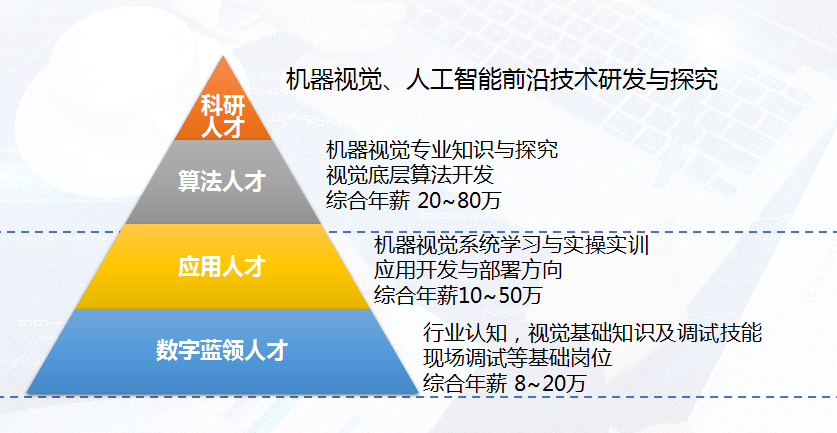 机器视觉、人工智能前沿技术研发与探究
科研
人才
机器视觉专业知识与探究
视觉底层算法开发
综合年薪 20~80万
算法人才
机器视觉系统学习与实操实训
应用开发与部署方向
综合年薪10~50万
应用人才
行业认知，视觉基础知识及调试技能
现场调试等基础岗位
综合年薪 8~20万
数字蓝领人才